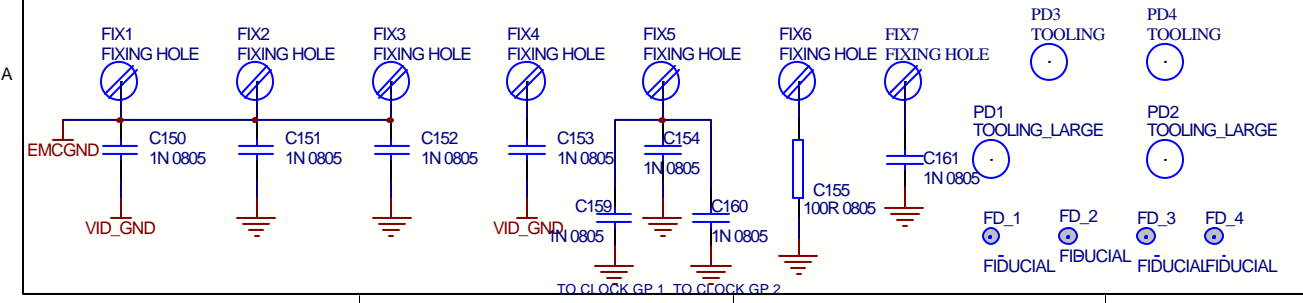 PD3
TOOLING
PD4
TOOLING
FIX1
FIXING HOLE
FIX2
FIXING HOLE
FIX3
FIXING HOLE
FIX4
FIXING HOLE
FIX5
FIXING HOLE
FIX6
FIXING HOLE
FIX7
FIXING HOLE
A
PD1
TOOLING_LARGE
PD2
TOOLING_LARGE
EMCGND
C150
1N 0805
C151
1N 0805
C152
1N 0805
C153
1N 0805
C154
1N 0805
C161
1N 0805
C155
100R 0805
C159
1N 0805
C160
1N 0805
VID_GND
VID_GND
FD_1
FIDUCIAL
FD_2
FIDUCIAL
FD_3
FIDUCIAL
FD_4
FIDUCIAL
TO CLOCK GP 1
TO CLOCK GP 2